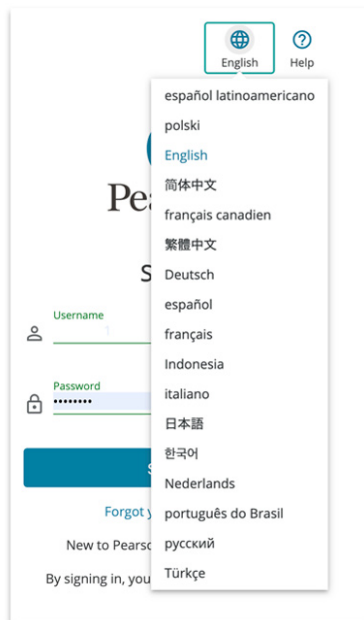 English Help
español latinoamericano
polski
English
简体中文
français canadien
繁體中文
Deutsch
español
français
Indonesia
italiano
日本語
한국어
Nederlands
português do Brasil
русский
Türkçe
Username
Password
••••••••
Forgot
New to
By signing in, you